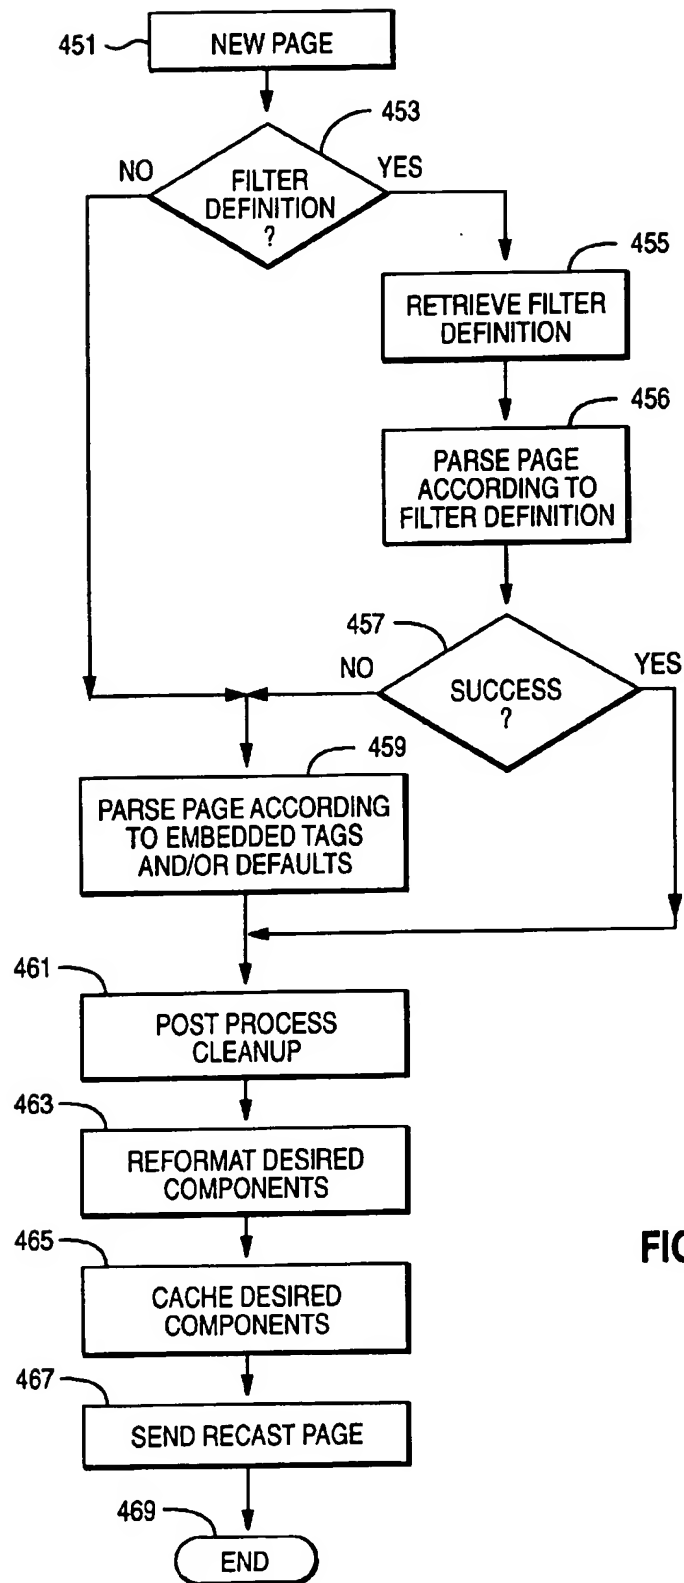 451
NEW PAGE
453
NO
YES
FILTER
DEFINITION
?
455
RETRIEVE FILTER
DEFINITION
456
PARSE PAGE
ACCORDING TO
FILTER DEFINITION
457
NO
YES
SUCCESS
?
459
PARSE PAGE ACCORDING
TO EMBEDDED TAGS
AND/OR DEFAULTS
461
POST PROCESS
CLEANUP
463
REFORMAT DESIRED
COMPONENTS
465
CACHE DESIRED
COMPONENTS
467
SEND RECAST PAGE
469
END